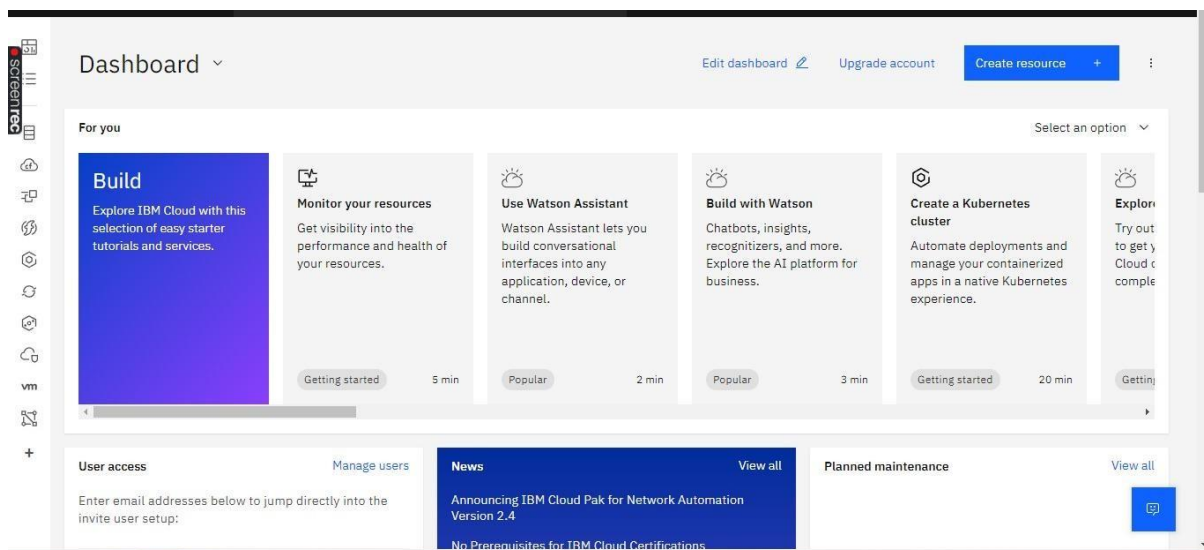 screenrec
Dashboard
Edit dashboard
Upgrade account
Create resource +
For you
Select an option
Build
Explore IBM Cloud with this
selection of easy starter
tutorials and services.
Monitor your resources
Get visibility into the
performance and health of
your resources.
Getting started 5 min
Use Watson Assistant
Watson Assistant lets you
build conversational
interfaces into any
application, device, or
channel.
Popular 2 min
Build with Watson
Chatbots, insights,
recognitizers, and more.
Explore the AI platform for
business.
Popular 3 min
Create a Kubernetes
cluster
Automate deployments and
manage your containerized
apps in a native Kubernetes
experience.
Getting started 20 min
Explor
Try out
to get y
Cloud
comple
Getting
cf
vm
+
User access Manage users
Enter email addresses below to jump directly into the
invite user setup:
News View all
Announcing IBM Cloud Pak for Network Automation
Version 2.4
No Prerequisites for IBM Cloud Certifications
Planned maintenance View all